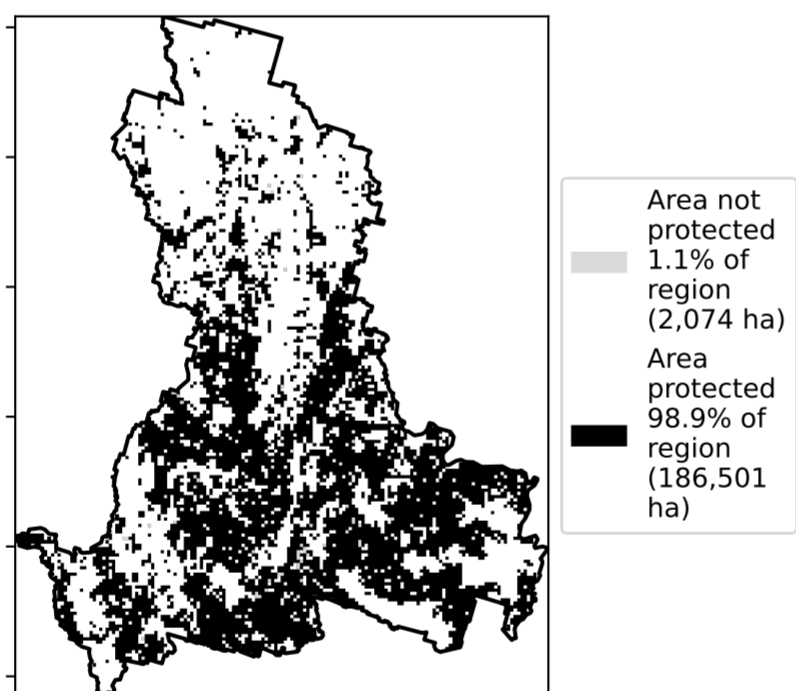 Area not
protected
1.1% of
region
(2,074 ha)
Area
protected
98.9% of
region
(186,501
ha)